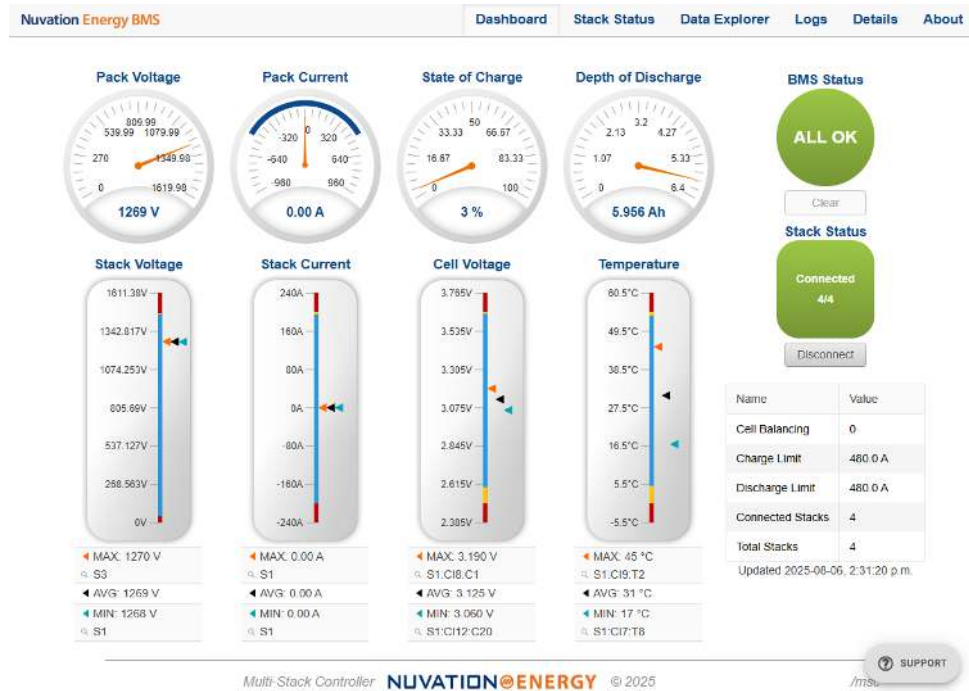 Nuvation Energy BMS
Dashboard Stack Status Data Explorer Logs Details About
Pack Voltage
0
270
539.99
809.99
1079.99
1349.98
1619.98
1269 V
Pack Current
-960
-640
-320
0
320
640
960
0.00 A
State of Charge
0
16.67
33.33
50
66.67
83.33
100
3 %
Depth of Discharge
0
1.07
2.13
3.2
4.27
5.33
6.4
5.956 Ah
BMS Status
ALL OK
Clear
Stack Status
Connected
4/4
Disconnect
Stack Voltage
1611.38V
1342.817V
1074.253V
805.69V
537.127V
268.563V
0V
MAX: 1270 V
S3
AVG: 1269 V
MIN: 1268 V
S1
Stack Current
240A
160A
80A
0A
-80A
-160A
-240A
MAX: 0.00 A
S1
AVG: 0.00 A
MIN: 0.00 A
S1
Cell Voltage
3.765V
3.535V
3.305V
3.075V
2.845V
2.615V
2.385V
MAX: 3.190 V
S1:CI8:C1
AVG: 3.125 V
MIN: 3.060 V
S1:CI12:C20
Temperature
60.5°C
49.5°C
38.5°C
27.5°C
16.5°C
5.5°C
-5.5°C
MAX: 45 °C
S1:CI9:T2
AVG: 31 °C
MIN: 17 °C
S1:CI7:T8
Name Value
Cell Balancing 0
Charge Limit 480.0 A
Discharge Limit 480.0 A
Connected Stacks 4
Total Stacks 4
Updated 2025-08-06, 2:31:20 p.m.
SUPPORT
Multi-Stack Controller NUVATION ENERGY © 2025